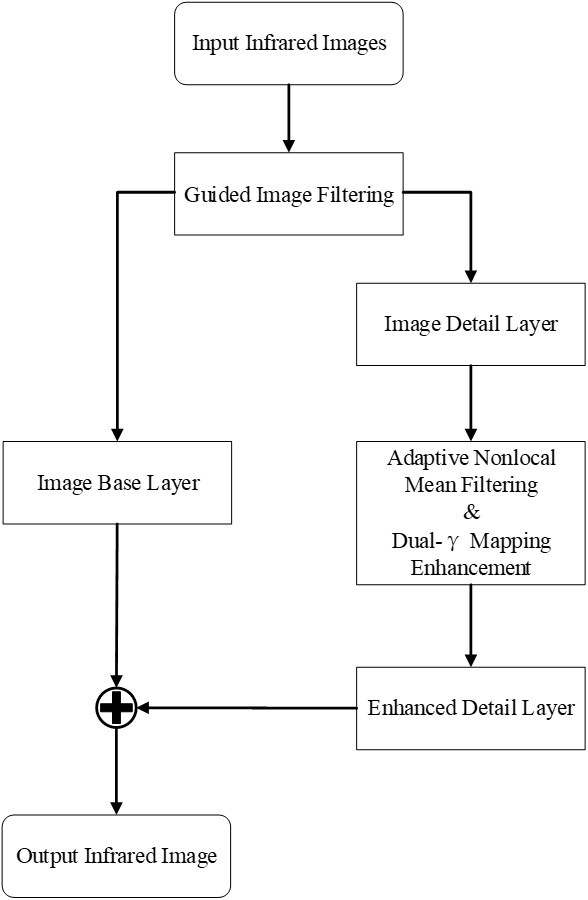 Input Infrared Images
Guided Image Filtering
Image Detail Layer
Image Base Layer
Adaptive Nonlocal
Mean Filtering
&
Dual- γ Mapping
Enhancement
Enhanced Detail Layer
Output Infrared Image